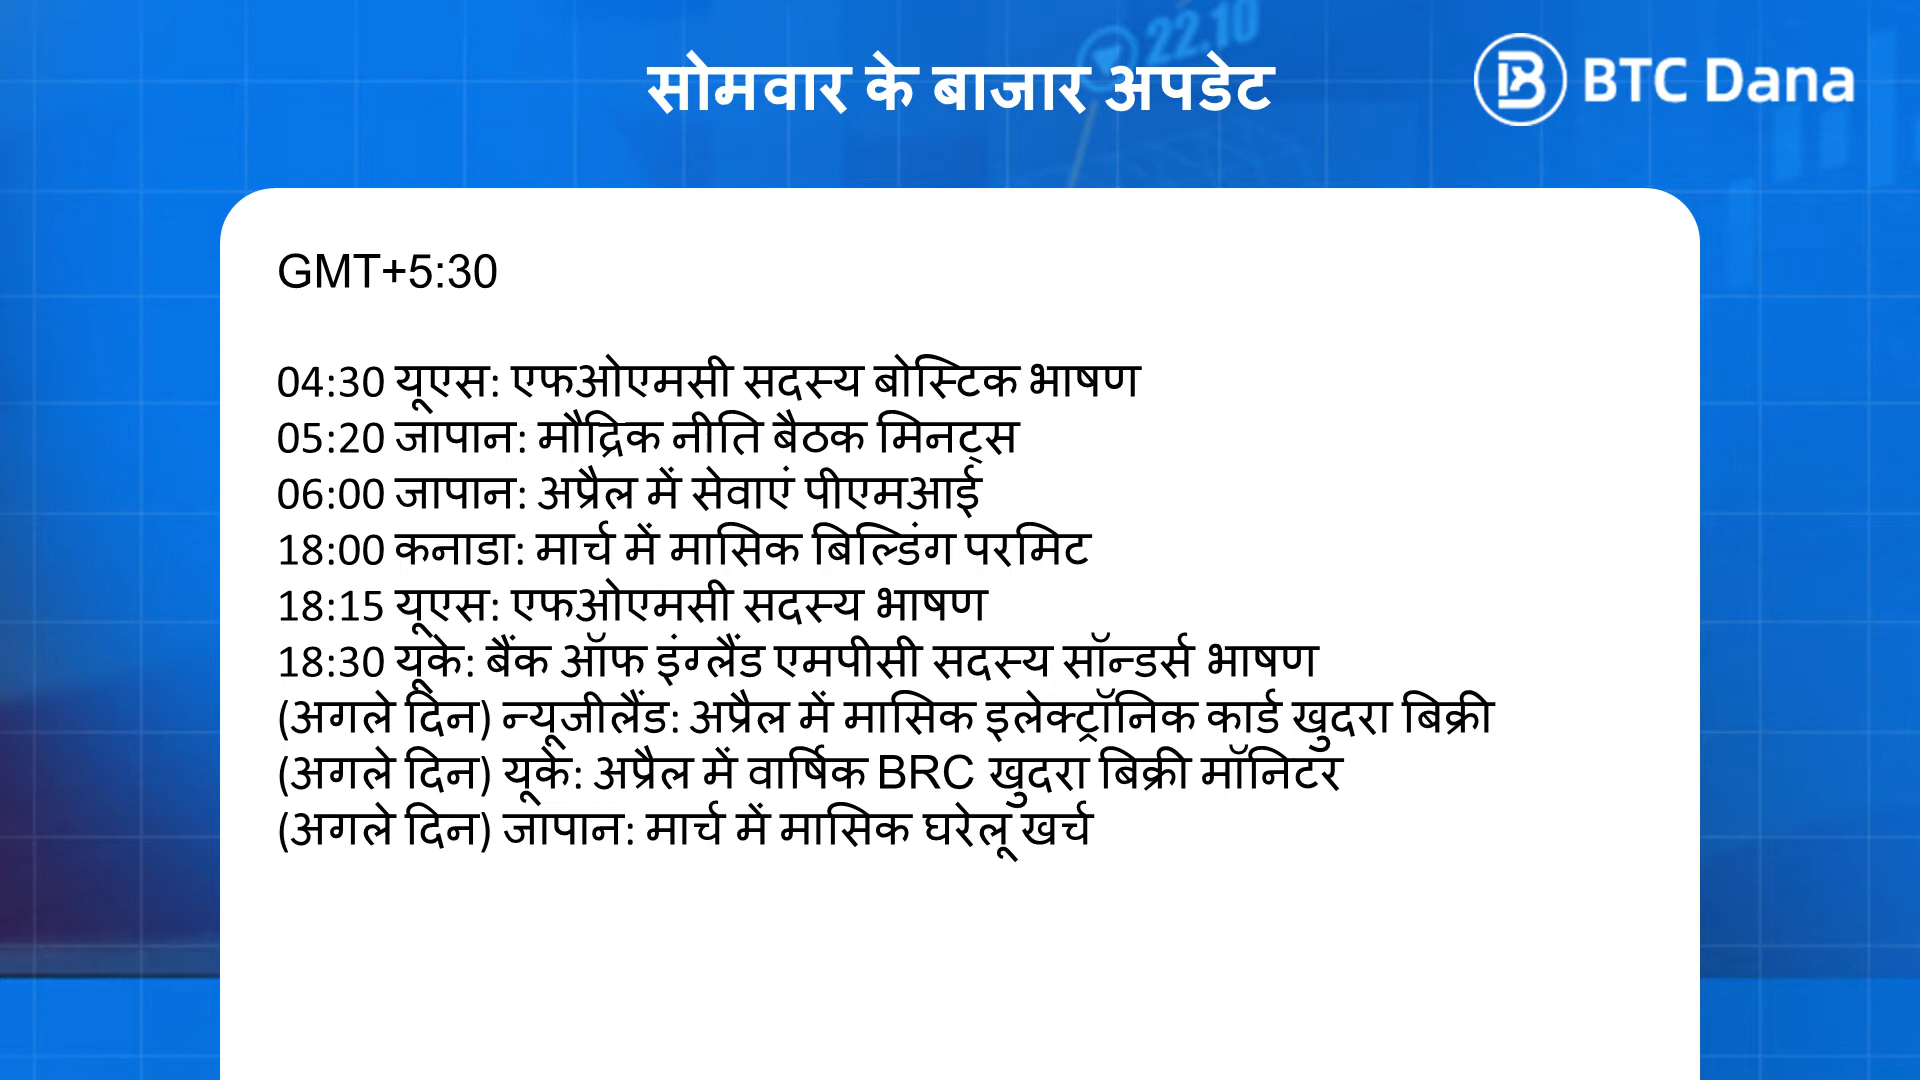 22.10
सोमवार के बाजार अपडेट
BTC Dana
GMT+5:30
04:30 यूएस: एफओएमसी सदस्य बोस्टिक भाषण
05:20 जापान: मौद्रिक नीति बैठक मिनट्स
06:00 जापान: अप्रैल में सेवाएं पीएमआई
18:00 कनाडा: मार्च में मासिक बिल्डिंग परमिट
18:15 यूएस: एफओएमसी सदस्य भाषण
18:30 यूके: बैंक ऑफ इंग्लैंड एमपीसी सदस्य सॉन्डर्स भाषण
(अगले दिन) न्यूजीलैंड: अप्रैल में मासिक इलेक्ट्रॉनिक कार्ड खुदरा बिक्री
(अगले दिन) यूके: अप्रैल में वार्षिक BRC खुदरा बिक्री मॉनिटर
(अगले दिन) जापान: मार्च में मासिक घरेलू खर्च